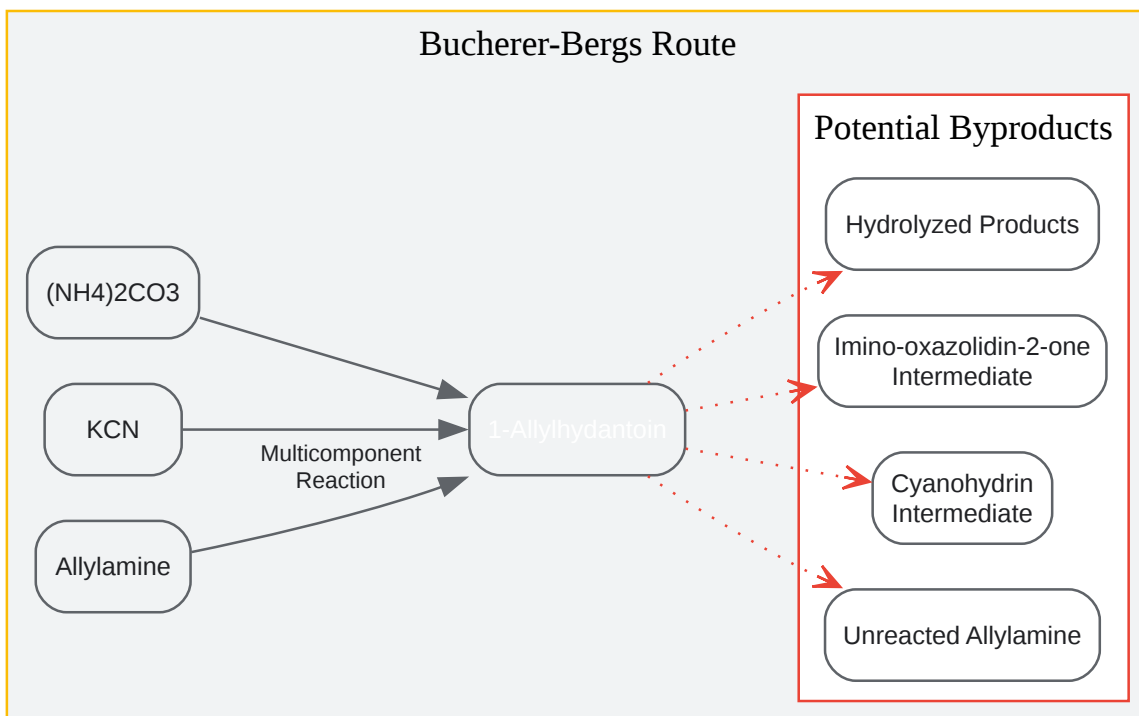 Bucherer-Bergs Route
Potential Byproducts
Hydrolyzed Products
(NH4)2CO3
Imino-oxazolidin-2-one
Intermediate
KCN
1-Allylhydantoin
Multicomponent
Reaction
Cyanohydrin
Intermediate
Allylamine
Unreacted Allylamine